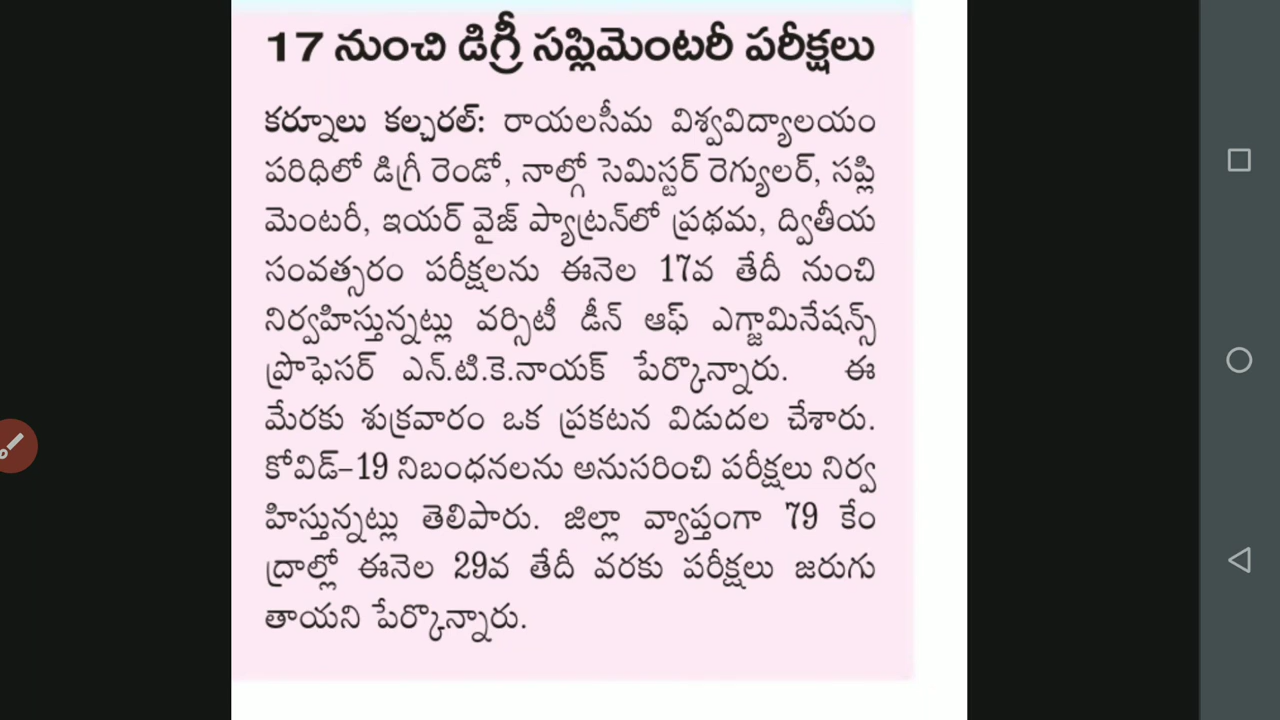 17 నుంచి డిగ్రీ సప్లిమెంటరీ పరీక్షలు
కర్నూలు కల్చరల్: రాయలసీమ విశ్వవిద్యాలయం
పరిధిలో డిగ్రీ రెండో, నాల్గో సెమిస్టర్ రెగ్యులర్, సప్లి
మెంటరీ, ఇయర్ వైజ్ ప్యాట్రన్‌లో ప్రథమ, ద్వితీయ
సంవత్సరం పరీక్షలను ఈనెల 17వ తేదీ నుంచి
నిర్వహిస్తున్నట్లు వర్సిటీ డీన్ ఆఫ్ ఎగ్జామినేషన్స్
ప్రొఫెసర్ ఎన్.టి.కె.నాయక్ పేర్కొన్నారు. ఈ
మేరకు శుక్రవారం ఒక ప్రకటన విడుదల చేశారు.
కోవిడ్–19 నిబంధనలను అనుసరించి పరీక్షలు నిర్వ
హిస్తున్నట్లు తెలిపారు. జిల్లా వ్యాప్తంగా 79 కేం
ద్రాల్లో ఈనెల 29వ తేదీ వరకు పరీక్షలు జరుగు
తాయని పేర్కొన్నారు.